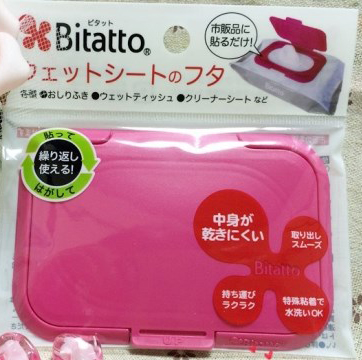 ビタット
Bitatto®
市販品に
貼るだけ!
ウェットシートのフタ
各種 ●おしりふき ●ウェットティッシュ ●クリーナーシート など
貼って
繰り返し
使える!
はがして
中身が
乾きにくい
取り出し
スムーズ
Bitatto
持ち運び
ラクラク
特殊粘着で
水洗いOK